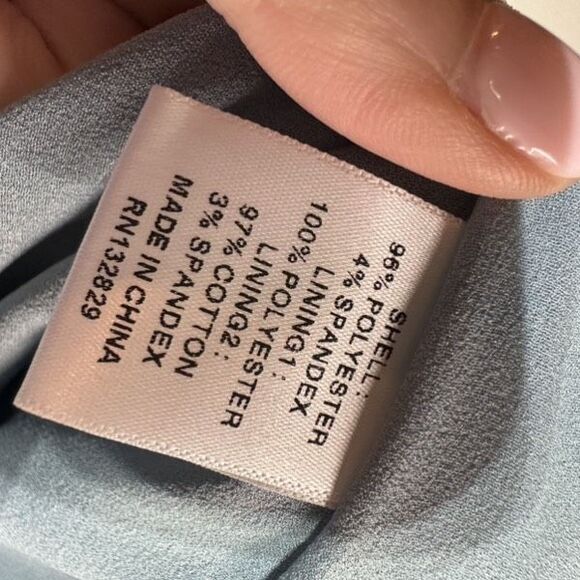 SHELL:
96% POLYESTER
4% SPANDEX
LINING1:
100% POLYESTER
LINING2:
97% COTTON
3% SPANDEX
MADE IN CHINA
RN132829